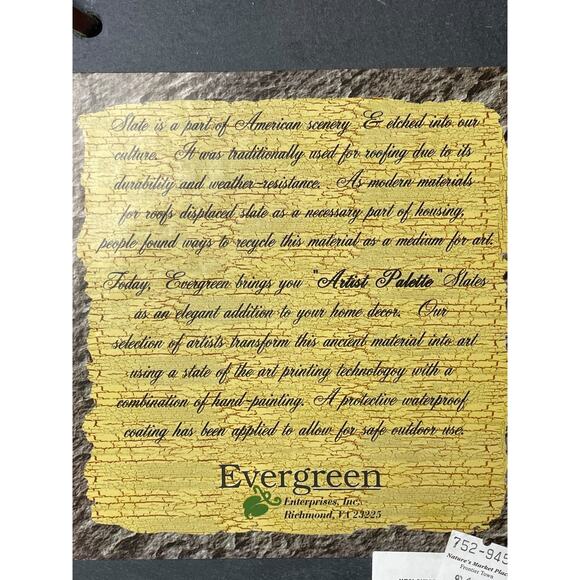 Slate is a part of American scenery & etched into our
culture. It was traditionally used for roofing due to its
durability and weather-resistance. As modern materials
for roofs displaced slate as a necessary part of housing,
people found ways to recycle this material as a medium for art.
Today, Evergreen brings you "Artist Palette" Slates
as an elegant addition to your home decor. Our
selection of artists transform this ancient material into art
using a state of the art printing technologoy with a
combination of hand-painting. A protective waterproof
coating has been applied to allow for safe outdoor use.
Evergreen
Enterprises, Inc.
Richmond, VA 23225
752-945
Nature's Market Plac
Frontier Town